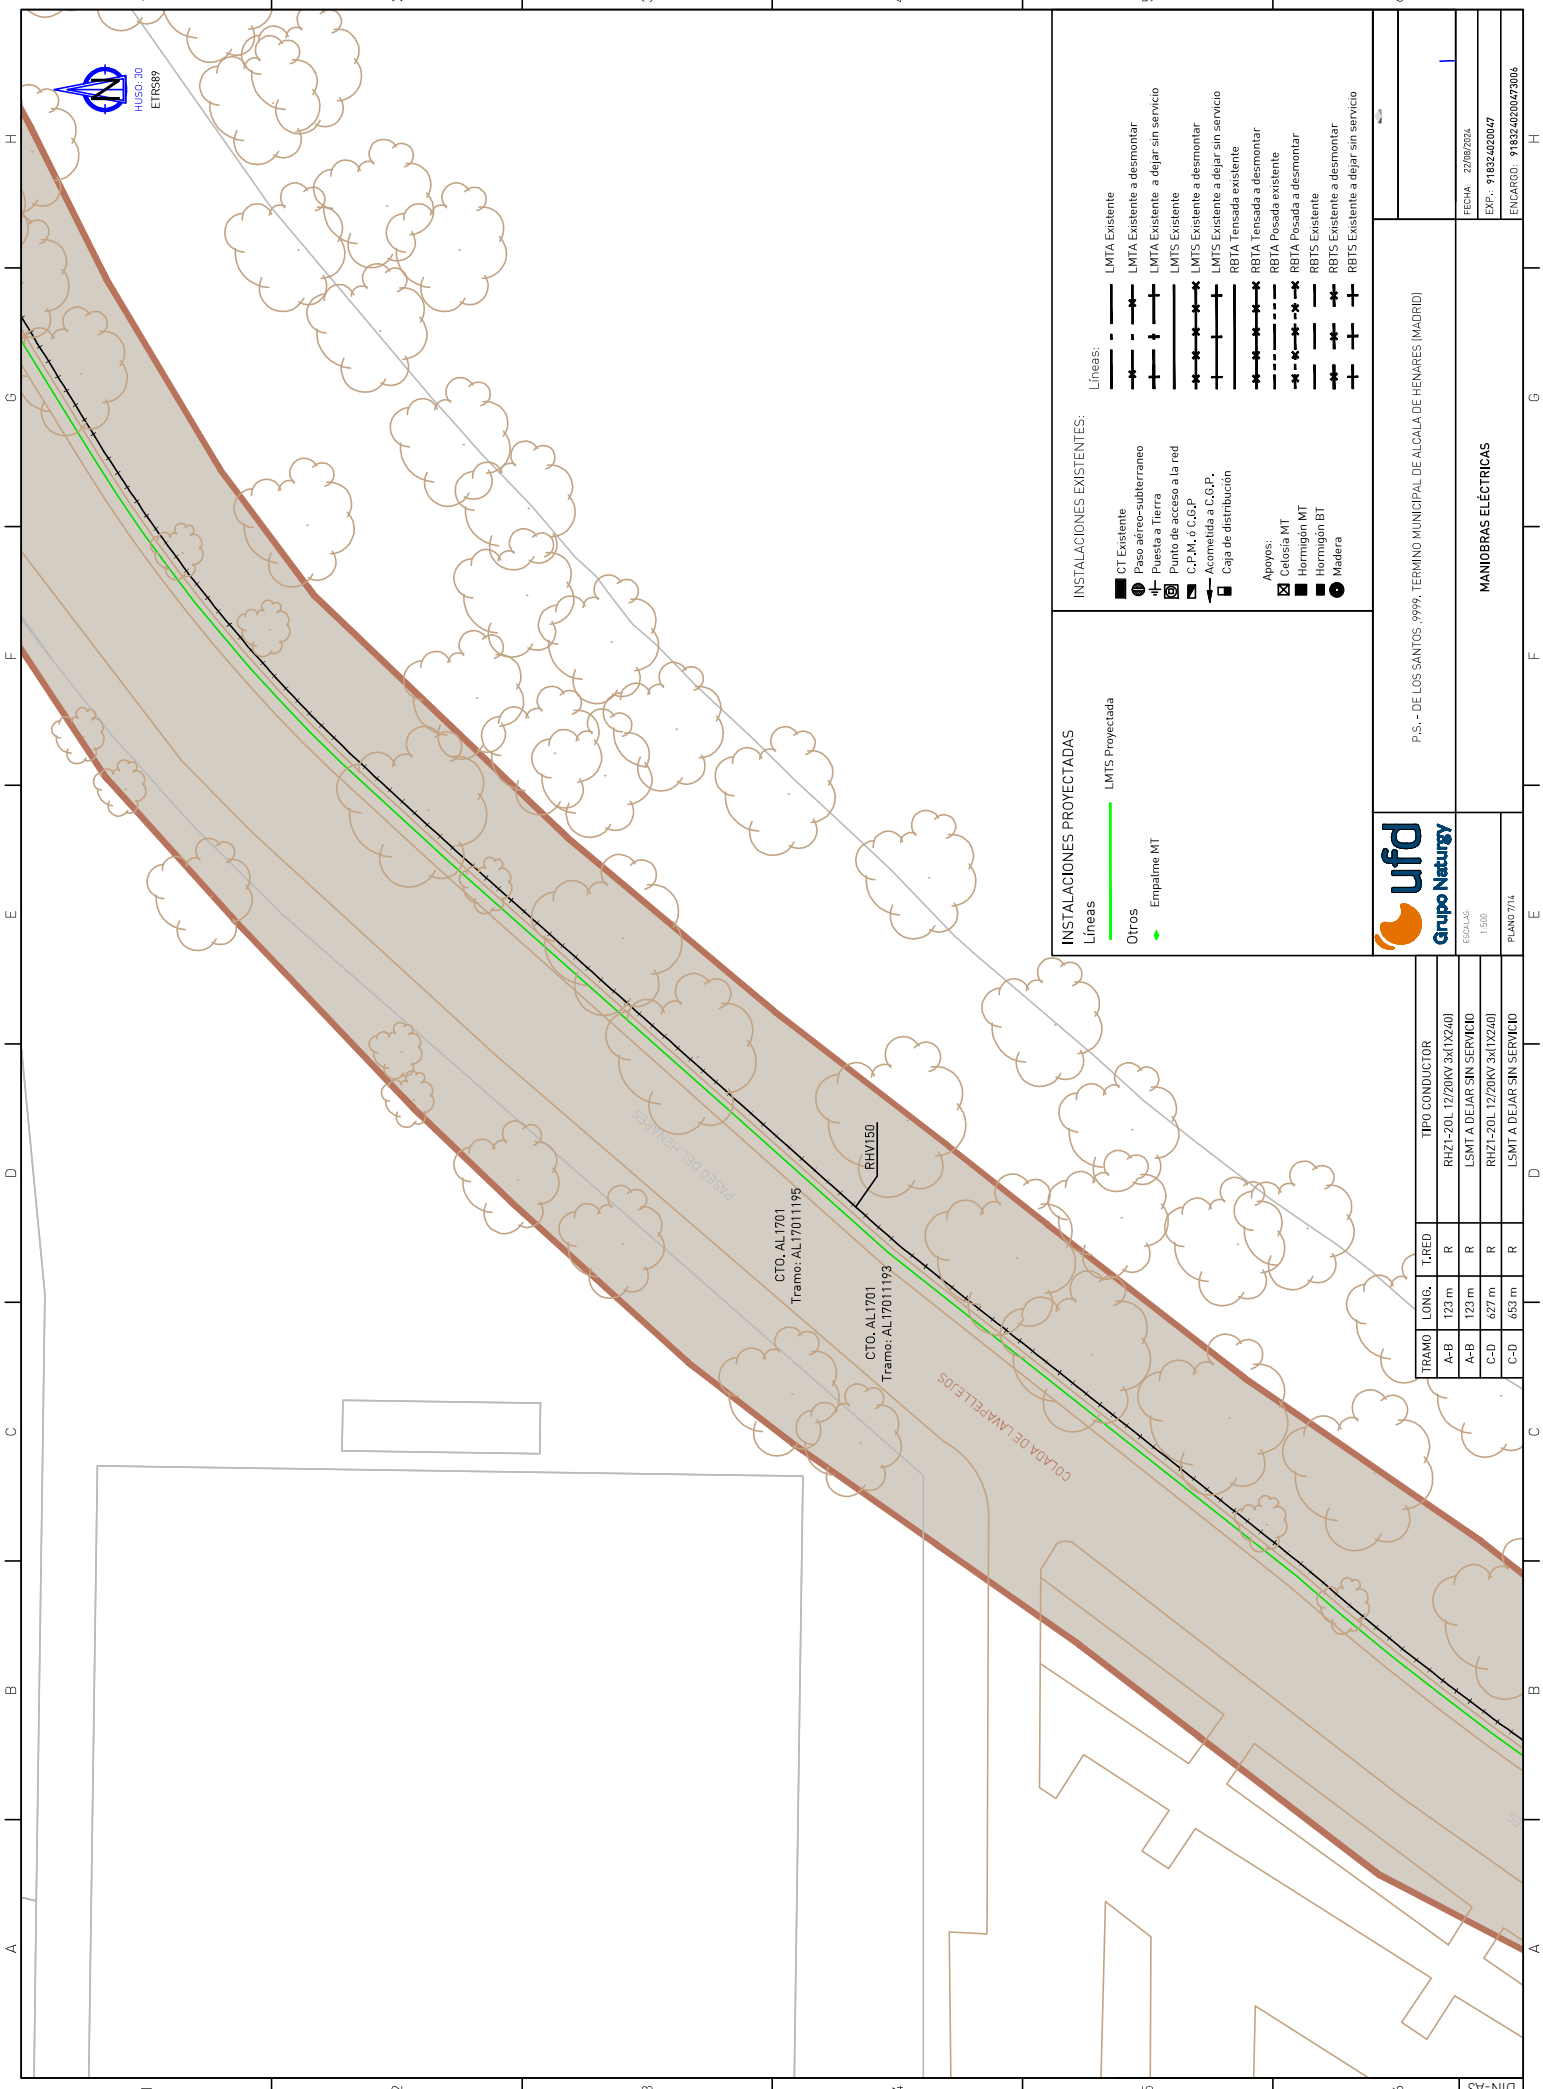 HUSO: 30
ETRS89
PASEO DEL HENARES
CTO. AL1701
Tramo: AL17011195
RHV150
CTO. AL1701
Tramo: AL17011193
COLADA DE LAVAPELLEJOS
INSTALACIONES PROYECTADAS
Líneas
LMTS Proyectada
Otros
Empalme MT
INSTALACIONES EXISTENTES:
CT Existente
Paso aéreo-subterraneo
Puesta a Tierra
Punto de acceso a la red
C.P.M. ó C.G.P
Acometida a C.G.P.
Caja de distribución
Apoyos:
Celosía MT
Hormigón MT
Hormigón BT
Madera
Líneas:
LMTA Existente
LMTA Existente a desmontar
LMTA Existente a dejar sin servicio
LMTS Existente
LMTS Existente a desmontar
LMTS Existente a dejar sin servicio
RBTA Tensada existente
RBTA Tensada a desmontar
RBTA Posada existente
RBTA Posada a desmontar
RBTS Existente
RBTS Existente a desmontar
RBTS Existente a dejar sin servicio
TRAMO LONG. T.RED TIPO CONDUCTOR
A-B 123 m R RHZ1-20L 12/20KV 3x(1X240)
A-B 123 m R LSMT A DEJAR SIN SERVICIO
C-D 627 m R RHZ1-20L 12/20KV 3x(1X240)
C-D 653 m R LSMT A DEJAR SIN SERVICIO
ufd
Grupo Naturgy
ESCALAS:
1:500
PLANO 7/14
P.S. - DE LOS SANTOS ,9999, TERMINO MUNICIPAL DE ALCALA DE HENARES (MADRID)
MANIOBRAS ELÉCTRICAS
FECHA: 22/08/2024
EXP.: 918324020047
ENCARGO: 9183240200473006
A B C D E F G H
A B C D E F G H
DIN-A3